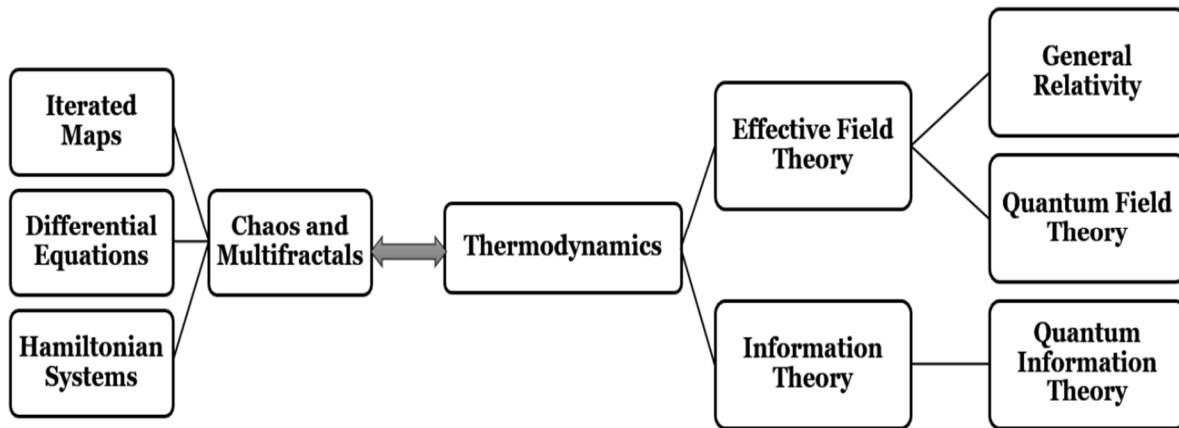 Iterated
Maps
Differential
Equations
Hamiltonian
Systems
Chaos and
Multifractals
Thermodynamics
Effective Field
Theory
Information
Theory
General
Relativity
Quantum Field
Theory
Quantum
Information
Theory